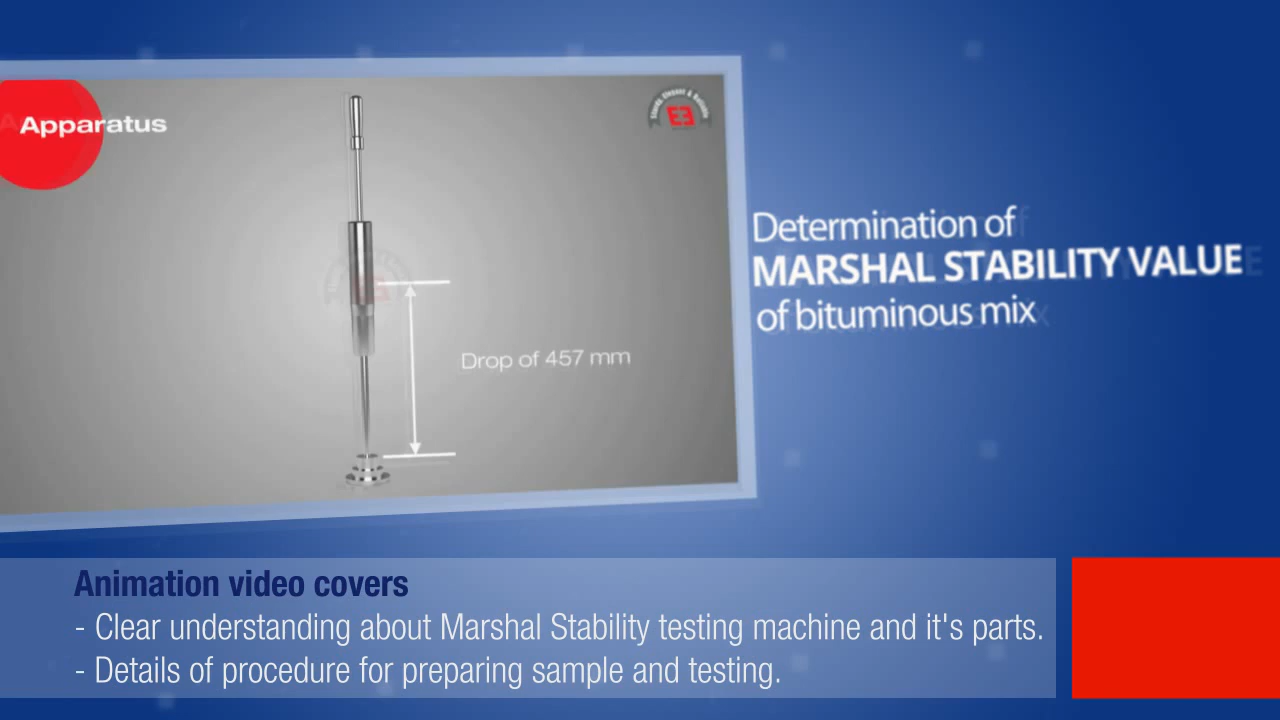 Apparatus
Drop of 457 mm
Determination of
MARSHAL STABILITY VALUE
of bituminous mix
Animation video covers
- Clear understanding about Marshal Stability testing machine and it's parts.
- Details of procedure for preparing sample and testing.